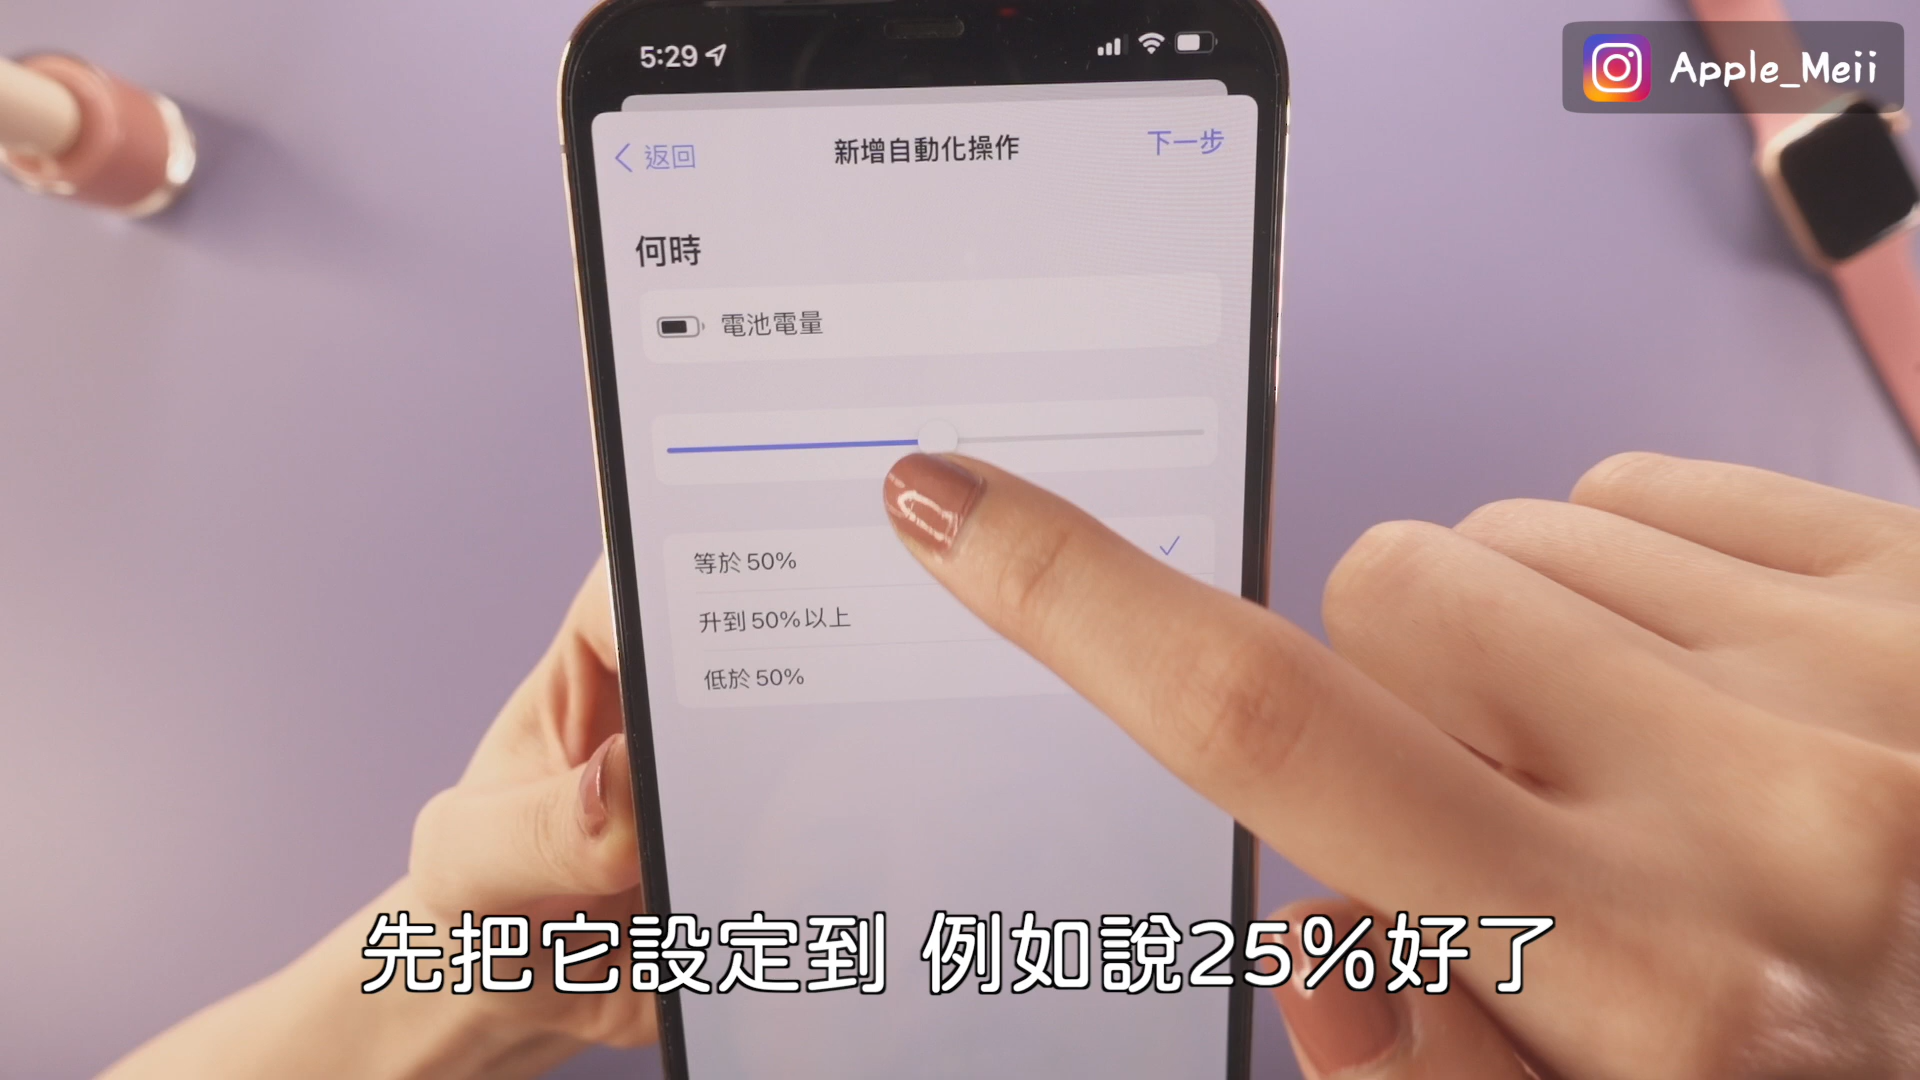 5:29
Apple_Meii
返回
新增自動化操作
下一步
何時
電池電量
等於 50%
升到 50% 以上
低於 50%
先把它設定到 例如說25%好了